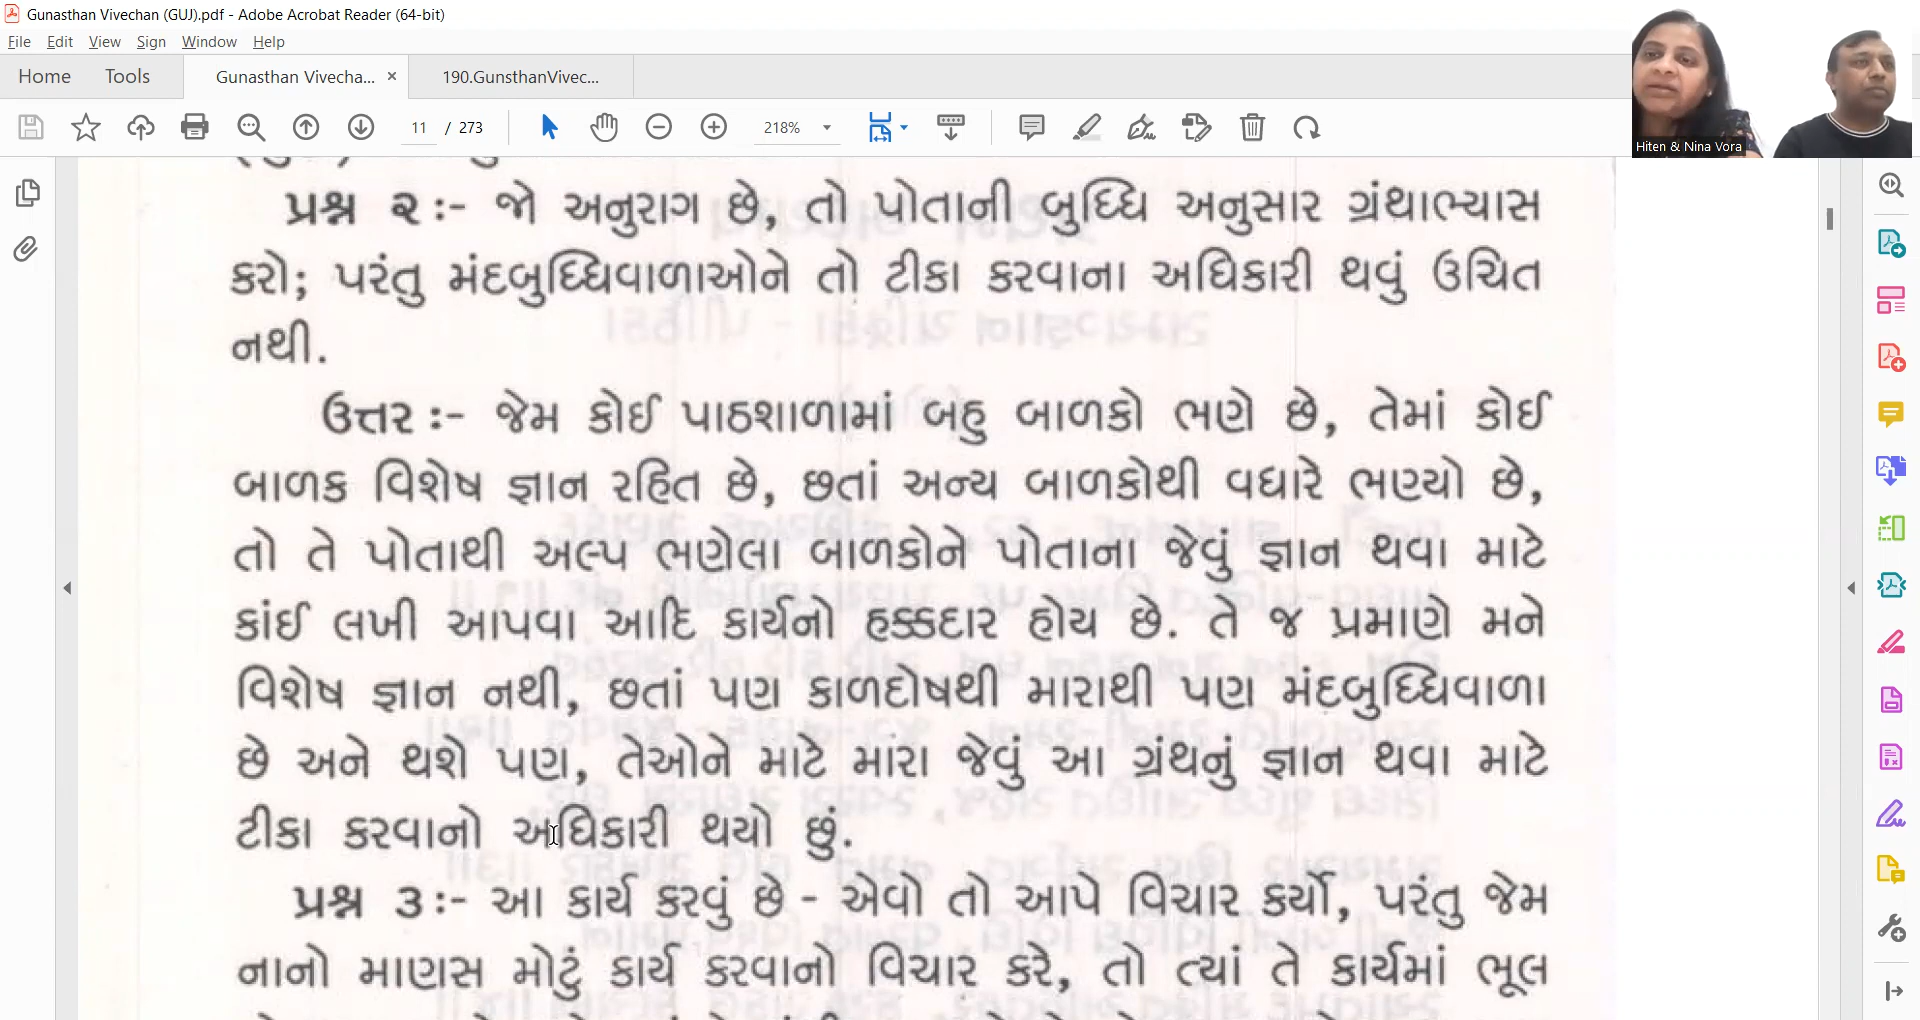 Gunasthan Vivechan (GUJ).pdf - Adobe Acrobat Reader (64-bit)
File Edit View Sign Window Help
Home Tools Gunasthan Vivecha... × 190.GunsthanVivec...
11 / 273 218%
Hiten & Nina Vora
પ્રશ્ન ૨ :- જો અનુરાગ છે, તો પોતાની બુધ્ધિ અનુસાર ગ્રંથાભ્યાસ
કરો; પરંતુ મંદબુધ્ધિવાળાઓને તો ટીકા કરવાના અધિકારી થવું ઉચિત
નથી.
ઉત્તર :- જેમ કોઈ પાઠશાળામાં બહુ બાળકો ભણે છે, તેમાં કોઈ
બાળક વિશેષ જ્ઞાન રહિત છે, છતાં અન્ય બાળકોથી વધારે ભણ્યો છે,
તો તે પોતાથી અલ્પ ભણેલા બાળકોને પોતાના જેવું જ્ઞાન થવા માટે
કાંઈ લખી આપવા આદિ કાર્યનો હક્કદાર હોય છે. તે જ પ્રમાણે મને
વિશેષ જ્ઞાન નથી, છતાં પણ કાળદોષથી મારાથી પણ મંદબુધ્ધિવાળા
છે અને થશે પણ, તેઓને માટે મારા જેવું આ ગ્રંથનું જ્ઞાન થવા માટે
ટીકા કરવાનો અધિકારી થયો છું.
પ્રશ્ન ૩ :- આ કાર્ય કરવું છે - એવો તો આપે વિચાર કર્યો, પરંતુ જેમ
નાનો માણસ મોટું કાર્ય કરવાનો વિચાર કરે, તો ત્યાં તે કાર્યમાં ભૂલ